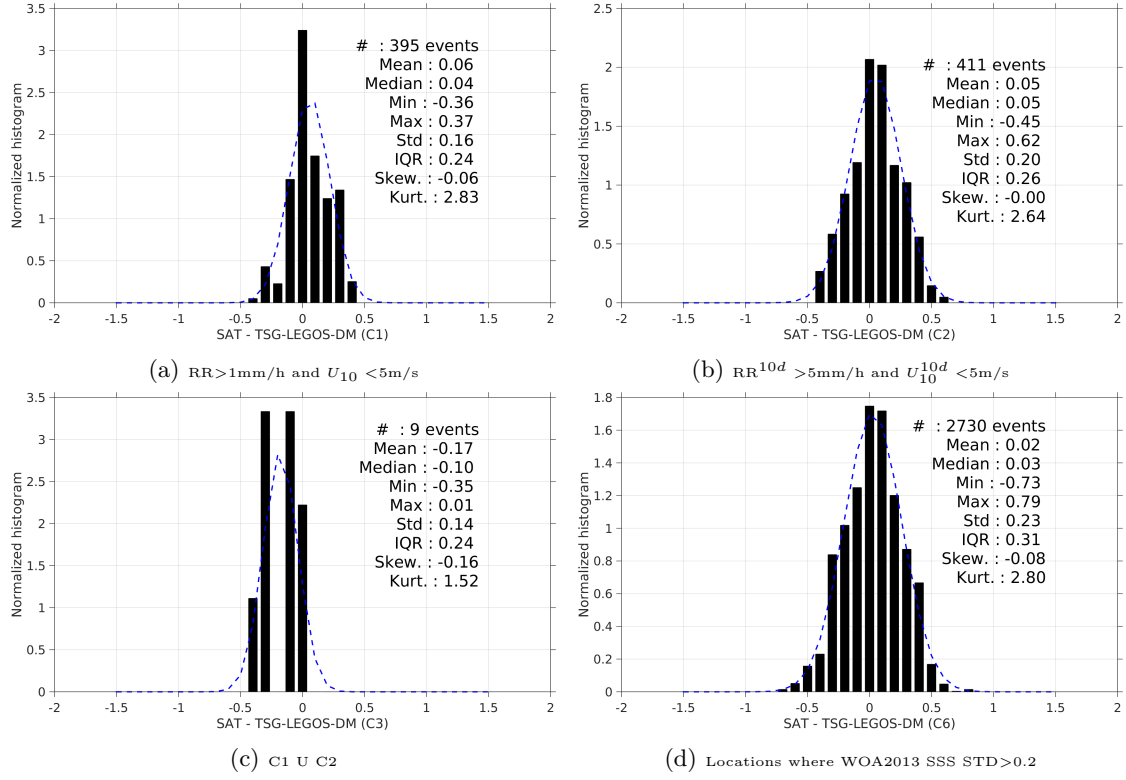 3.5
3
2.5
2
1.5
1
0.5
0
Normalized histogram
# : 395 events
Mean : 0.06
Median : 0.04
Min : -0.36
Max : 0.37
Std : 0.16
IQR : 0.24
Skew. : -0.06
Kurt. : 2.83
-2 -1.5 -1 -0.5 0 0.5 1 1.5 2
SAT - TSG-LEGOS-DM (C1)
(a) RR>1mm/h and U10 <5m/s
2.5
2
1.5
1
0.5
0
Normalized histogram
# : 411 events
Mean : 0.05
Median : 0.05
Min : -0.45
Max : 0.62
Std : 0.20
IQR : 0.26
Skew. : -0.00
Kurt. : 2.64
-2 -1.5 -1 -0.5 0 0.5 1 1.5 2
SAT - TSG-LEGOS-DM (C2)
(b) RR10d >5mm/h and U10d10 <5m/s
3.5
3
2.5
2
1.5
1
0.5
0
Normalized histogram
# : 9 events
Mean : -0.17
Median : -0.10
Min : -0.35
Max : 0.01
Std : 0.14
IQR : 0.24
Skew. : -0.16
Kurt. : 1.52
-2 -1.5 -1 -0.5 0 0.5 1 1.5 2
SAT - TSG-LEGOS-DM (C3)
(c) C1 U C2
1.8
1.6
1.4
1.2
1
0.8
0.6
0.4
0.2
0
Normalized histogram
# : 2730 events
Mean : 0.02
Median : 0.03
Min : -0.73
Max : 0.79
Std : 0.23
IQR : 0.31
Skew. : -0.08
Kurt. : 2.80
-2 -1.5 -1 -0.5 0 0.5 1 1.5 2
SAT - TSG-LEGOS-DM (C6)
(d) Locations where WOA2013 SSS STD>0.2